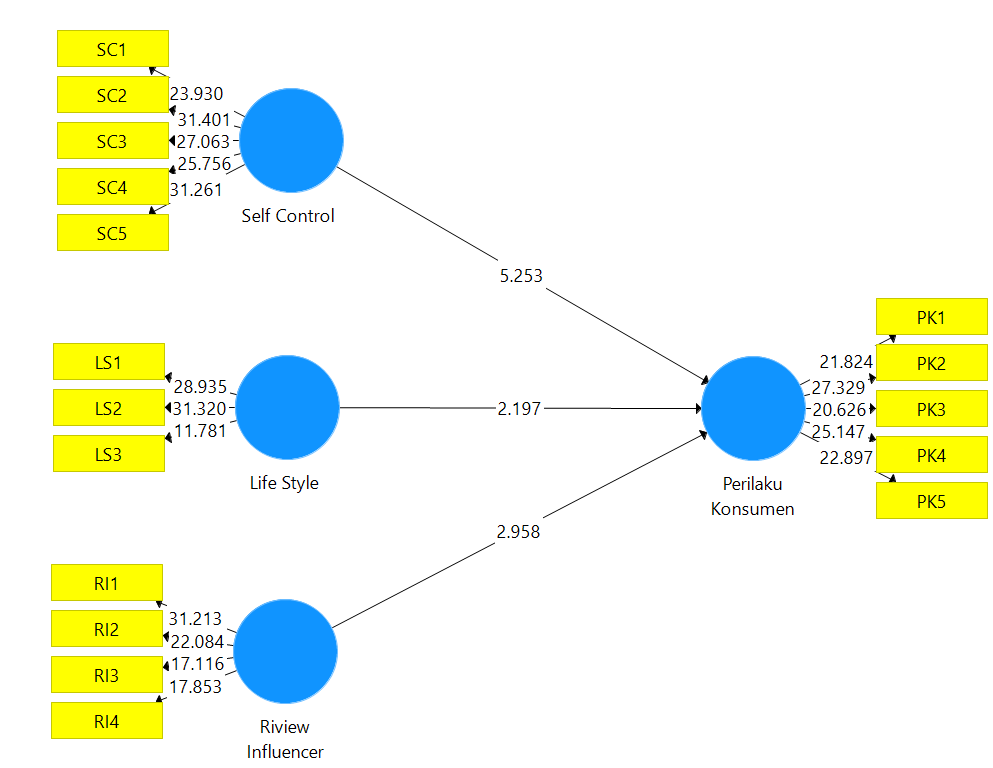 SC1
SC2
SC3
SC4
SC5
23.930
31.401
27.063
25.756
31.261
Self Control
5.253
LS1
LS2
LS3
28.935
31.320
11.781
Life Style
2.197
RI1
RI2
RI3
RI4
31.213
22.084
17.116
17.853
Riview
Influencer
2.958
Perilaku
Konsumen
21.824
27.329
20.626
25.147
22.897
PK1
PK2
PK3
PK4
PK5